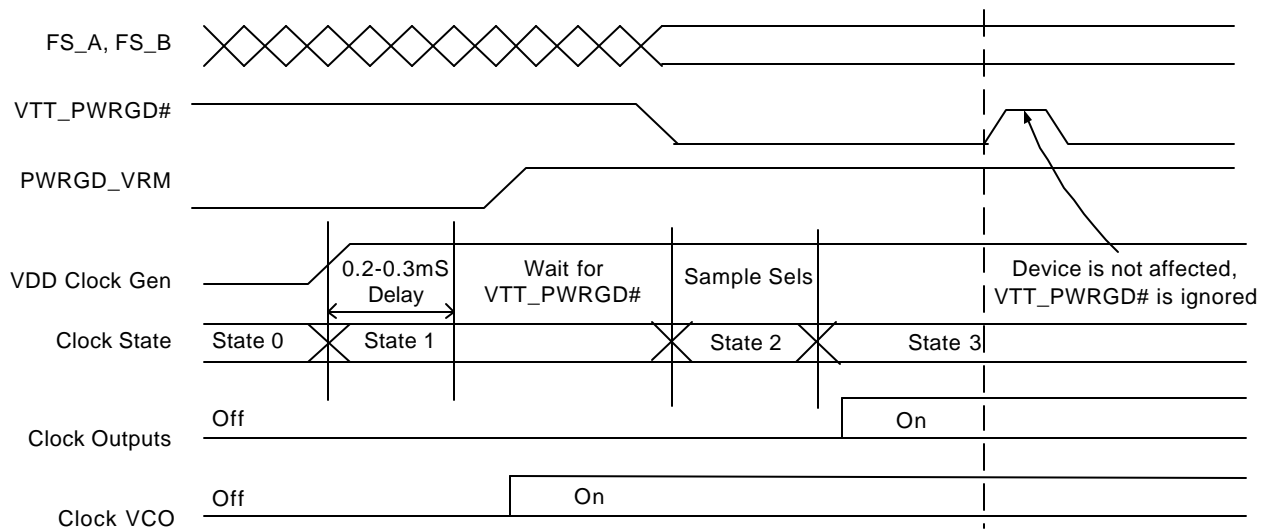 FS_A, FS_B
VTT_PWRGD#
PWRGD_VRM
VDD Clock Gen
0.2-0.3mS
Delay
Wait for
VTT_PWRGD#
Sample Sels
Device is not affected,
VTT_PWRGD# is ignored
Clock State
State 0
State 1
State 2
State 3
Clock Outputs
Off
On
Clock VCO
Off
On